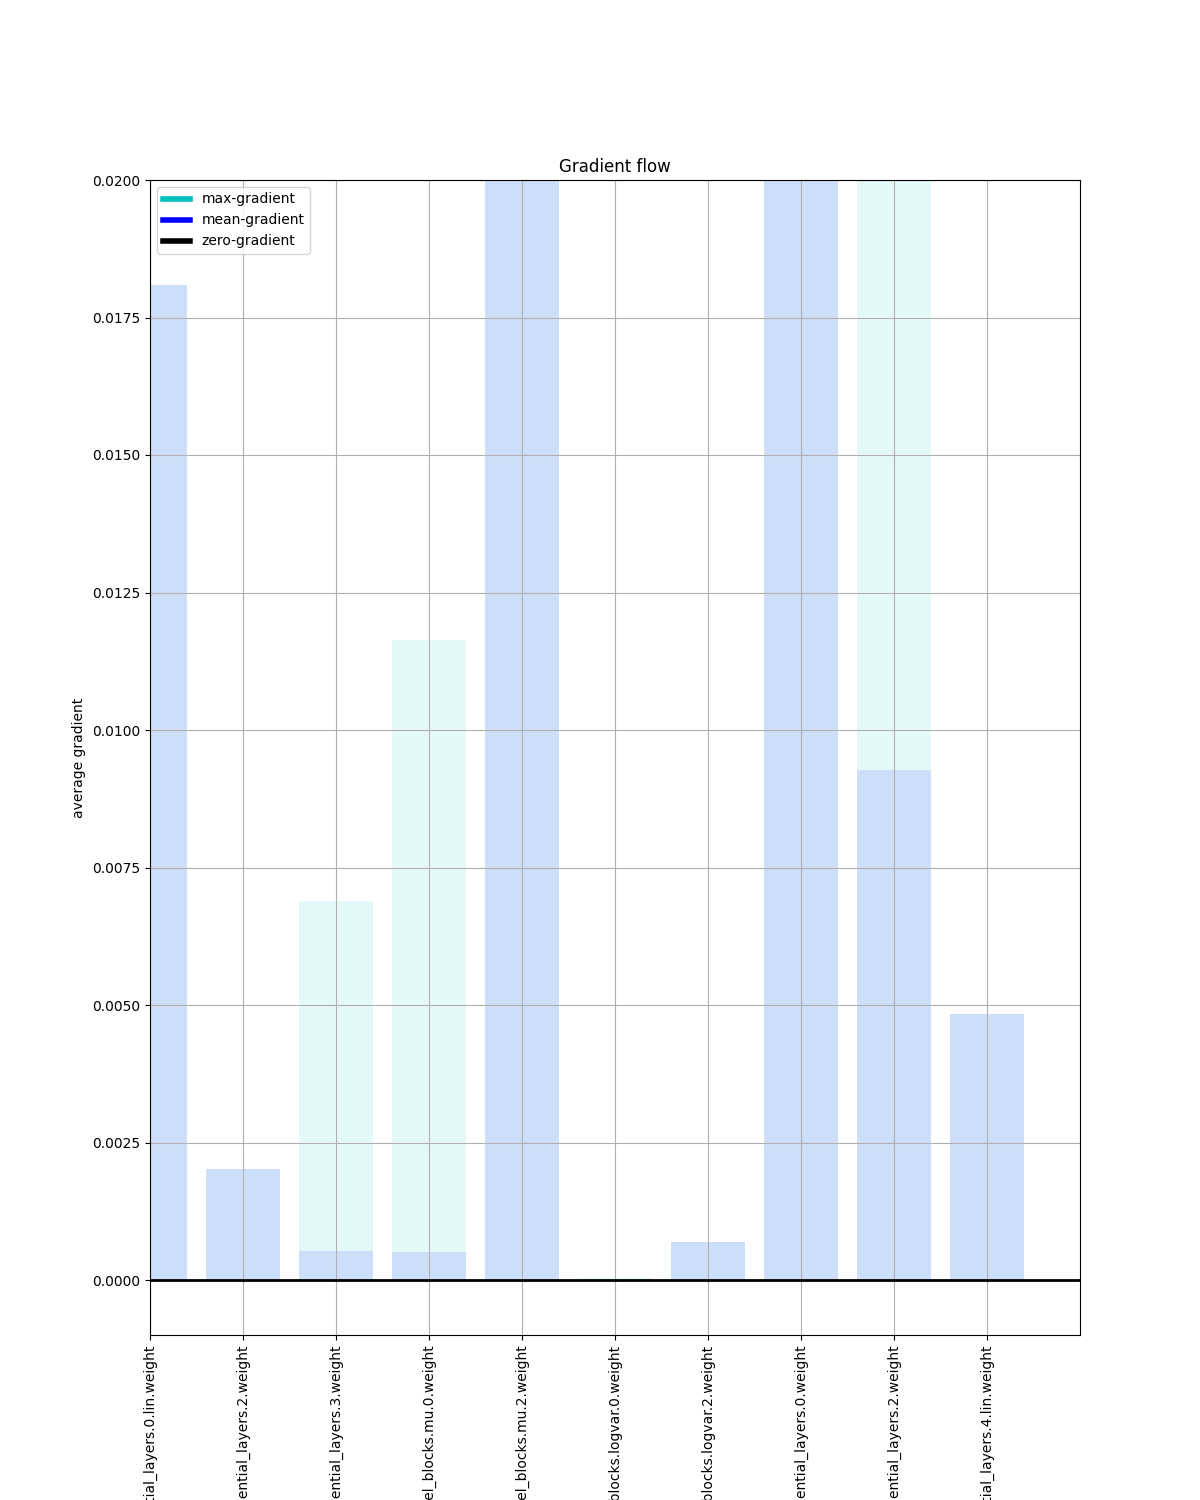 Gradient flow
max-gradient
mean-gradient
zero-gradient
0.0200
0.0175
0.0150
0.0125
0.0100
0.0075
0.0050
0.0025
0.0000
average gradient
tial_layers.0.lin.weight
ential_layers.2.weight
ential_layers.3.weight
el_blocks.mu.0.weight
el_blocks.mu.2.weight
blocks.logvar.0.weight
blocks.logvar.2.weight
ential_layers.0.weight
ential_layers.2.weight
tial_layers.4.lin.weight